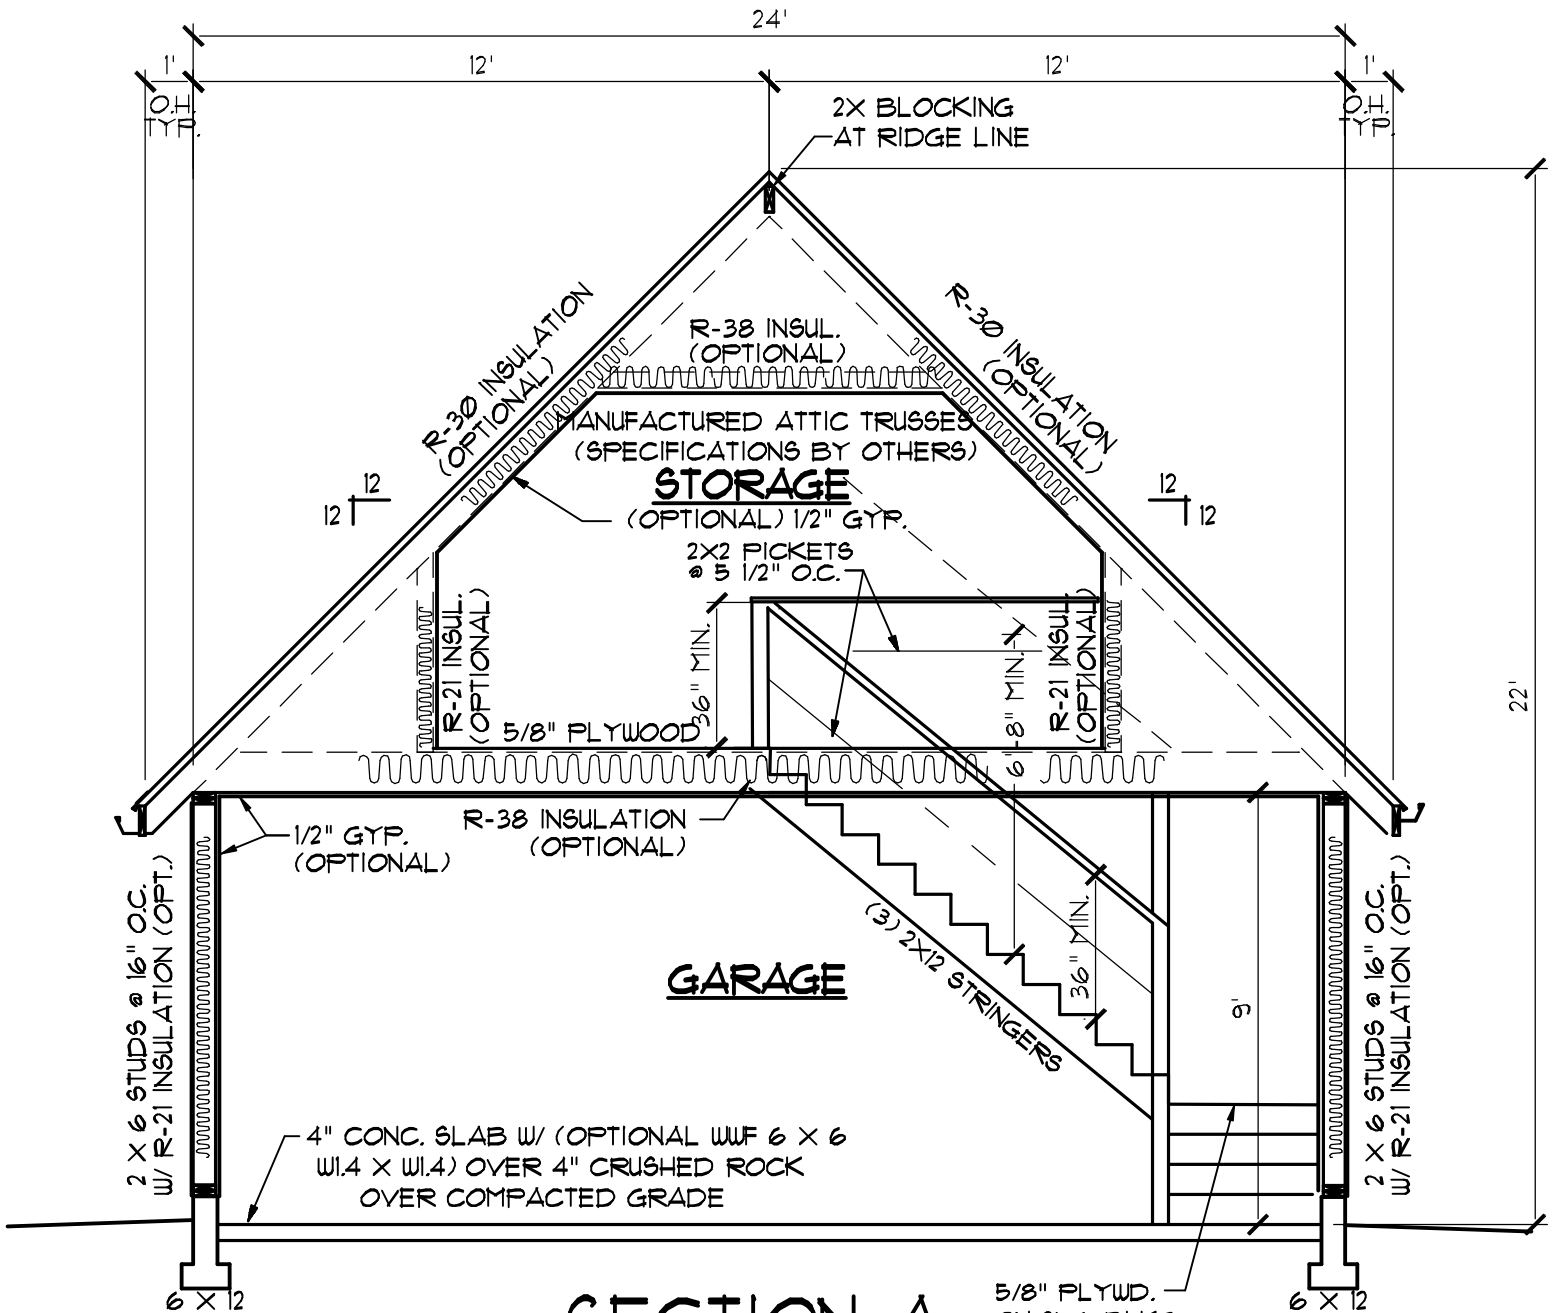 24'
1'
12'
12'
1'
O.H.
TYP.
O.H.
TYP.
2X BLOCKING
AT RIDGE LINE
R-30 INSULATION
(OPTIONAL)
R-38 INSUL.
(OPTIONAL)
R-30 INSULATION
(OPTIONAL)
MANUFACTURED ATTIC TRUSSES
(SPECIFICATIONS BY OTHERS)
STORAGE
12
12
12
12
(OPTIONAL) 1/2" GYP.
2X2 PICKETS
@ 5 1/2" O.C.
R-21 INSUL.
(OPTIONAL)
36" MIN.
6'-8" MIN.
R-21 INSUL.
(OPTIONAL)
22'
5/8" PLYWOOD
R-38 INSULATION
(OPTIONAL)
1/2" GYP.
(OPTIONAL)
2 X 6 STUDS @ 16" O.C.
W/ R-21 INSULATION (OPT.)
(3) 2X12 STRINGERS
36" MIN.
GARAGE
9'
2 X 6 STUDS @ 16" O.C.
W/ R-21 INSULATION (OPT.)
4" CONC. SLAB W/ (OPTIONAL WWF 6 X 6
W1.4 X W1.4) OVER 4" CRUSHED ROCK
OVER COMPACTED GRADE
6 X 12
SECTION A
5/8" PLYWD.
6 X 12